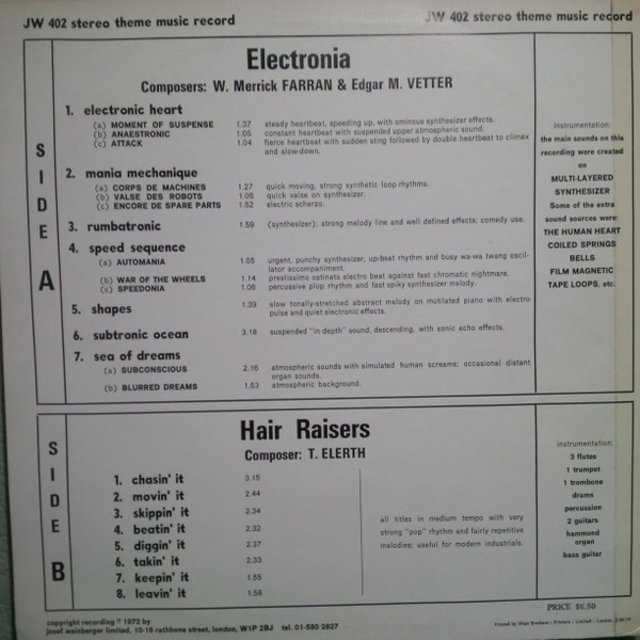 JW 402 stereo theme music record
JW 402 stereo theme music record
SIDE A
Electronia
Composers: W. Merrick FARRAN & Edgar M. VETTER
1. electronic heart
(a) MOMENT OF SUSPENSE 1.37 steady heartbeat, speeding up, with ominous synthesizer effects.
(b) ANAESTRONIC 1.05 constant heartbeat with suspended upper atmospheric sound.
(c) ATTACK 1.04 fierce heartbeat with sudden sting followed by double heartbeat to climax
and slow-down.
2. mania mechanique
(a) CORPS DE MACHINES 1.27 quick moving, strong synthetic loop rhythms.
(b) VALSE DES ROBOTS 1.06 quick valse on synthesizer.
(c) ENCORE DE SPARE PARTS 1.52 electric scherzo.
3. rumbatronic 1.59 (synthesizer); strong melody line and well defined effects; comedy use.
4. speed sequence
(a) AUTOMANIA 1.05 urgent, punchy synthesizer, up-beat rhythm and busy wa-wa twang oscil-
lator accompaniment.
(b) WAR OF THE WHEELS 1.14 prestissimo ostinato electro beat against fast chromatic nightmare.
(c) SPEEDONIA 1.06 percussive plop rhythm and fast spiky synthesizer melody.
5. shapes 1.39 slow tonally-stretched abstract melody on mutilated piano with electro
pulse and quiet electronic effects.
6. subtronic ocean 3.18 suspended "in depth" sound, descending, with sonic echo effects.
7. sea of dreams
(a) SUBCONSCIOUS 2.16 atmospheric sounds with simulated human screams; occasional distant
organ sounds.
(b) BLURRED DREAMS 1.53 atmospheric background.
Instrumentation:
the main sounds on this
recording were created
on
MULTI-LAYERED
SYNTHESIZER
Some of the extra
sound sources were:
THE HUMAN HEART
COILED SPRINGS
BELLS
FILM MAGNETIC
TAPE LOOPS, etc.
SIDE B
Hair Raisers
Composer: T. ELERTH
1. chasin' it 3.15
2. movin' it 2.44
3. skippin' it 2.34
4. beatin' it 2.32
5. diggin' it 2.37
6. takin' it 2.33
7. keepin' it 1.55
8. leavin' it 1.58
all titles in medium tempo with very
strong "pop" rhythm and fairly repetitive
melodies; useful for modern industrials.
Instrumentation:
3 flutes
1 trumpet
1 trombone
drums
percussion
2 guitars
hammond
organ
bass guitar
PRICE $6.50
copyright recording ℗ 1972 by
josef weinberger limited, 10-16 rathbone street, london, W1P 2BJ tel. 01-580 2827
Printed by West Brothers : Printers : Limited : London, S.W.19